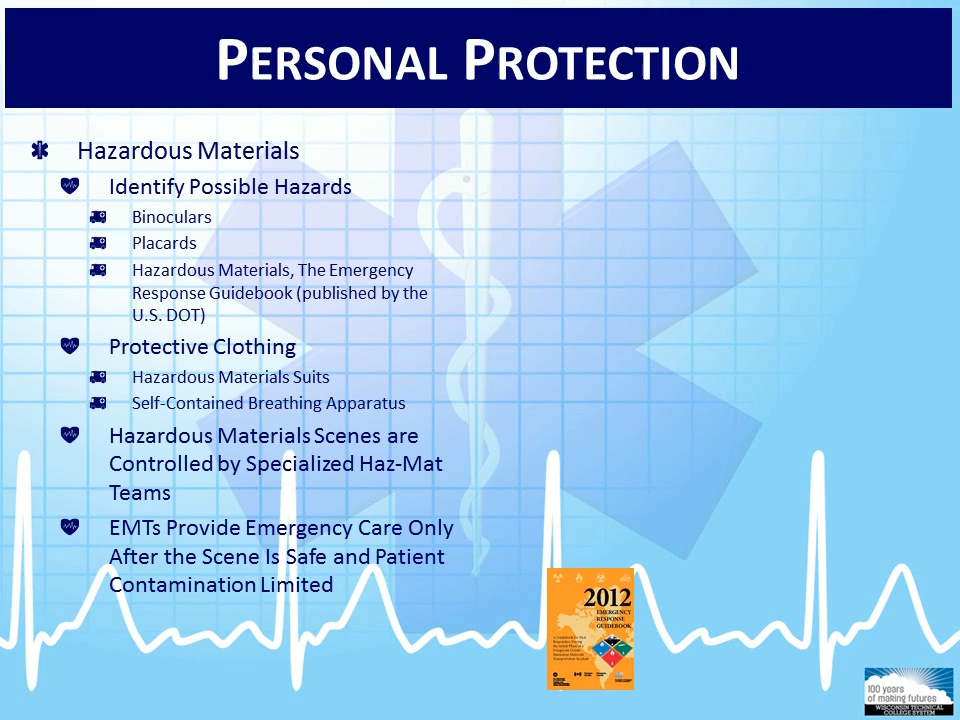 PERSONAL PROTECTION
Hazardous Materials
Identify Possible Hazards
Binoculars
Placards
Hazardous Materials, The Emergency
Response Guidebook (published by the
U.S. DOT)
Protective Clothing
Hazardous Materials Suits
Self-Contained Breathing Apparatus
Hazardous Materials Scenes are
Controlled by Specialized Haz-Mat
Teams
EMTs Provide Emergency Care Only
After the Scene Is Safe and Patient
Contamination Limited
2012
EMERGENCY
RESPONSE
GUIDEBOOK
100 years
of making futures
WISCONSIN TECHNICAL
COLLEGE SYSTEM